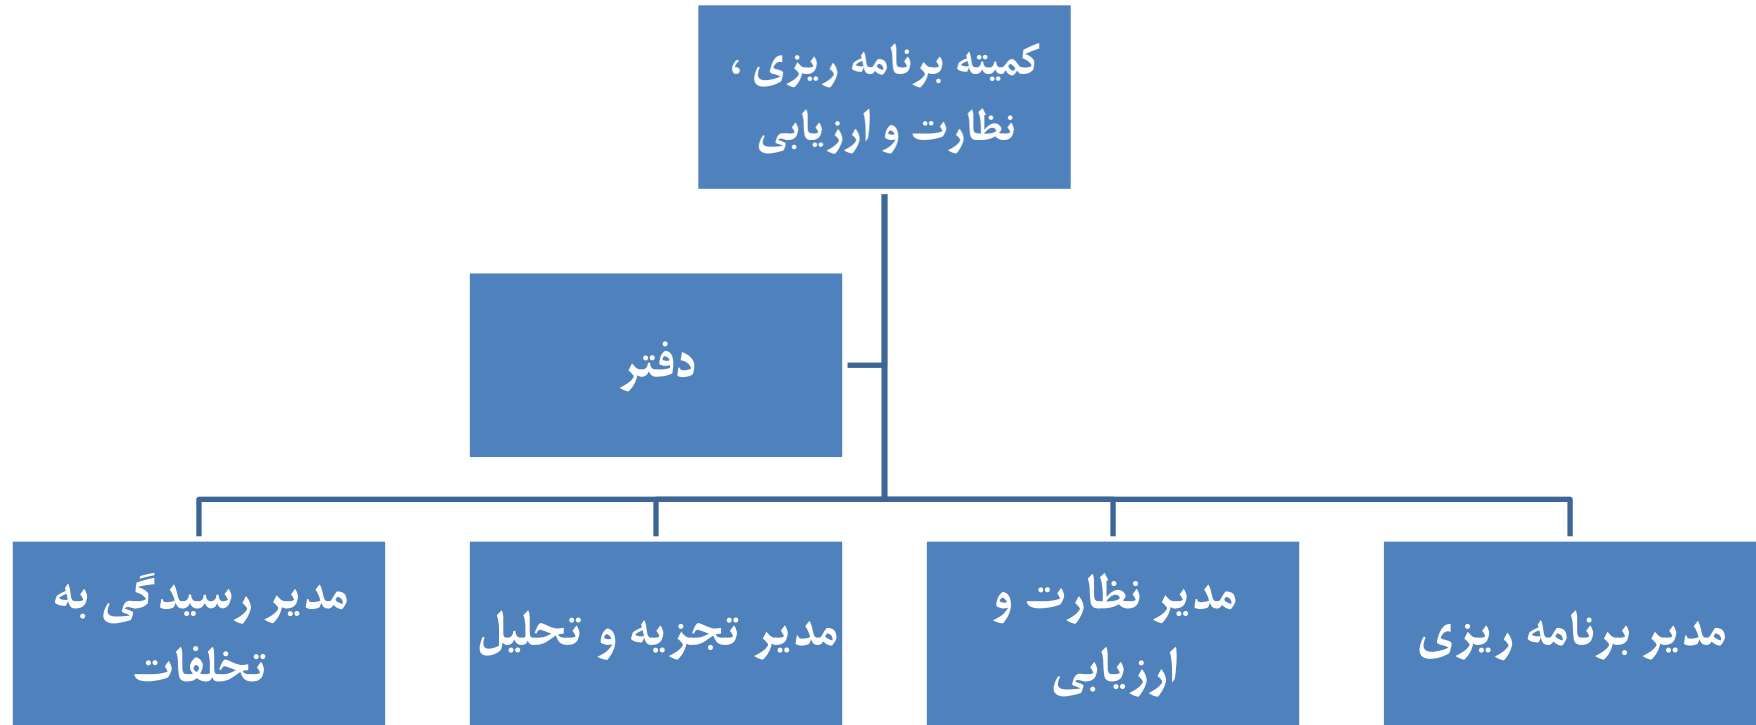 کمیته برنامه ریزی ،
نظارت و ارزیابی
دفتر
مدیر برنامه ریزی
مدیر نظارت و
ارزیابی
مدیر تجزیه و تحلیل
مدیر رسیدگی به
تخلفات